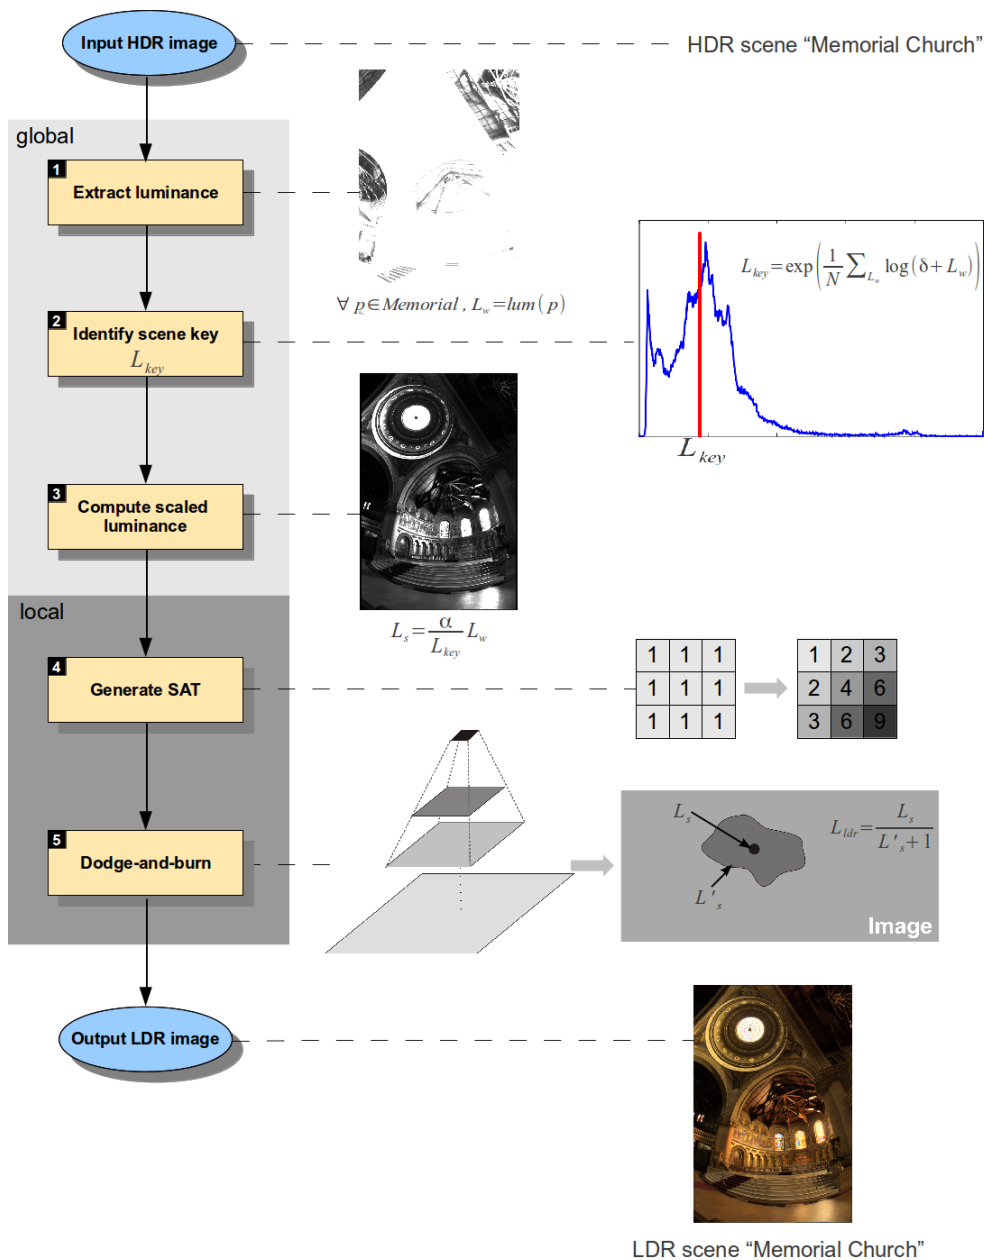 Input HDR image
HDR scene “Memorial Church”
global
1
Extract luminance
∀ p ∈ Memorial , L_w = lum( p )
2
Identify scene key
L_key
L_key = exp( 1/N ∑_{L_w} log( δ + L_w ) )
L_key
3
Compute scaled
luminance
L_s = α/L_key L_w
local
4
Generate SAT
1 1 1
1 1 1
1 1 1
1 2 3
2 4 6
3 6 9
5
Dodge-and-burn
L_s
L_ldr = L_s/(L'_s + 1)
L'_s
Image
Output LDR image
LDR scene “Memorial Church”